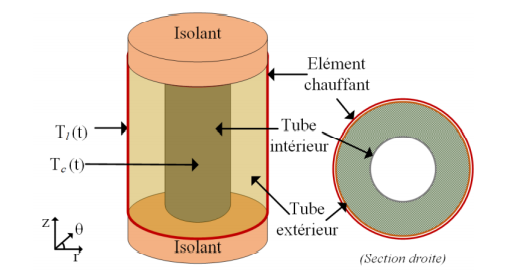 Isolant
Elément
chauffant
T_l(t)
Tube
intérieur
T_c(t)
Tube
extérieur
z
θ
r
Isolant
(Section droite)